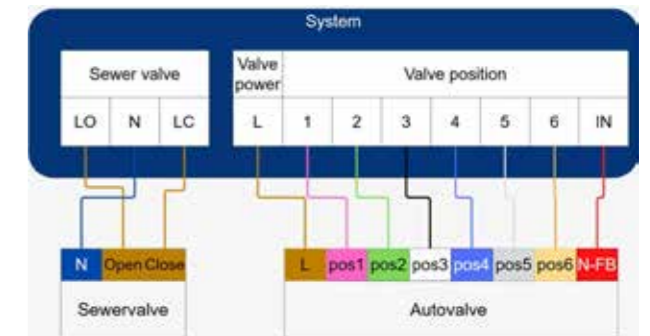 System
Sewer valve
Valve power
Valve position
LO N LC L 1 2 3 4 5 6 IN
N Open Close L pos1 pos2 pos3 pos4 pos5 pos6 N-FB
Sewervalve
Autovalve